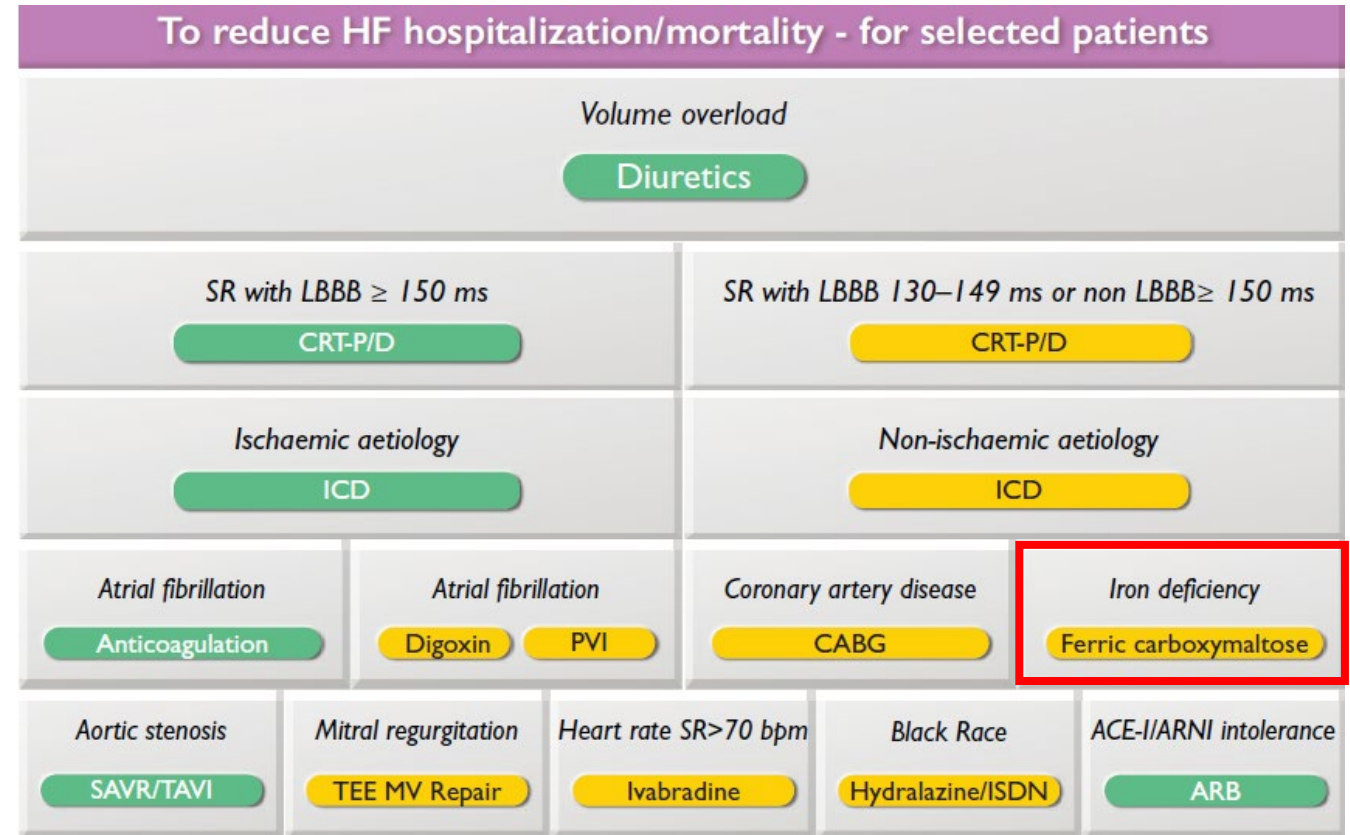 To reduce HF hospitalization/mortality - for selected patients
Volume overload
Diuretics
SR with LBBB ≥ 150 ms
CRT-P/D
SR with LBBB 130–149 ms or non LBBB≥ 150 ms
CRT-P/D
Ischaemic aetiology
ICD
Non-ischaemic aetiology
ICD
Atrial fibrillation
Anticoagulation
Atrial fibrillation
Digoxin PVI
Coronary artery disease
CABG
Iron deficiency
Ferric carboxymaltose
Aortic stenosis
SAVR/TAVI
Mitral regurgitation
TEE MV Repair
Heart rate SR>70 bpm
Ivabradine
Black Race
Hydralazine/ISDN
ACE-I/ARNI intolerance
ARB